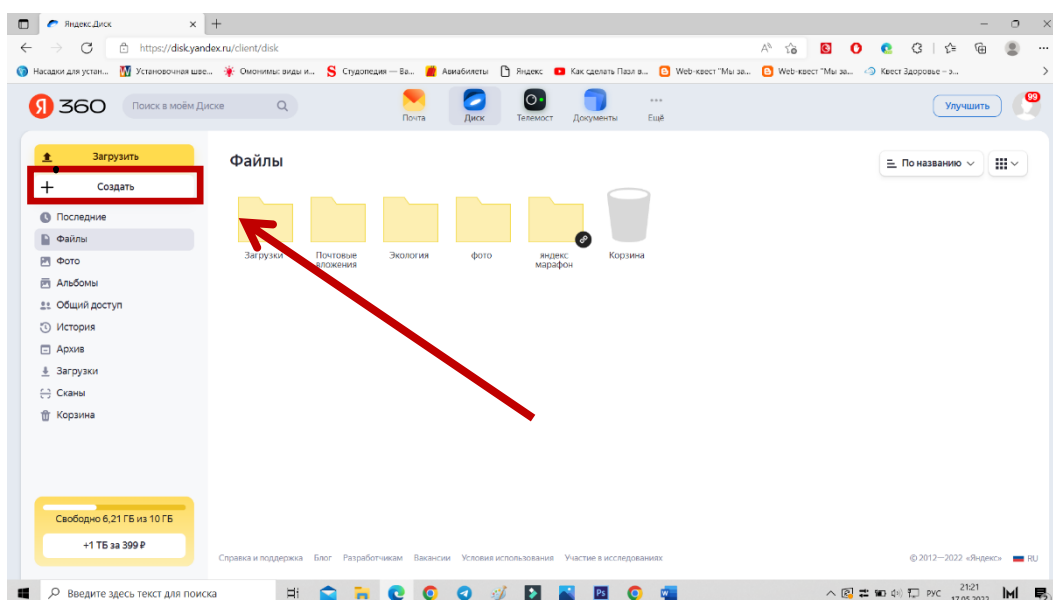 Яндекс.Диск
https://disk.yandex.ru/client/disk
Насадки для устан... Установочная шве... Омонимы: виды и... Студопедия — Ва... Авиабилеты Яндекс Как сделать Пазл в... Web-квест "Мы за... Web-квест "Мы за... Квест Здоровье – з...
Я 360 Поиск в моём Диске Почта Диск Телемост Документы Ещё Улучшить 99
Загрузить
Создать
Последние
Файлы
Фото
Альбомы
Общий доступ
История
Архив
Загрузки
Сканы
Корзина
Свободно 6,21 ГБ из 10 ГБ
+1 ТБ за 399 ₽
Файлы
По названию
Загрузки Почтовые вложения Экология фото яндекс марафон Корзина
Справка и поддержка Блог Разработчикам Вакансии Условия использования Участие в исследованиях © 2012—2022 «Яндекс» RU
Введите здесь текст для поиска РУС 21:21
17.05.2022